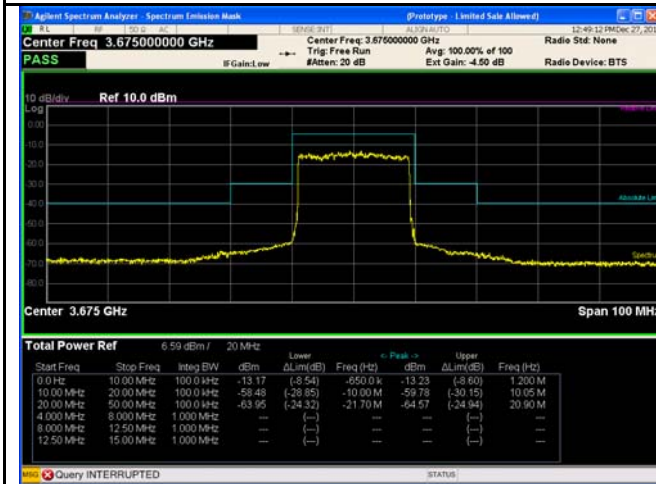 Agilent Spectrum Analyzer - Spectrum Emission Mask (Prototype - Limited Sale Allowed)
RL RF 50 Ω AC SENSE:INT ALIGN AUTO 12:49:12 PM Dec 27, 201
Center Freq 3.675000000 GHz Center Freq: 3.675000000 GHz Radio Std: None
Trig: Free Run Avg: 100.00% of 100
PASS IFGain:Low #Atten: 20 dB Ext Gain: -4.50 dB Radio Device: BTS
10 dB/div Ref 10.0 dBm
Log Relative Limit
0.00
-10.0
-20.0
-30.0
-40.0 Absolute Limit
-50.0
-60.0 Spectrum
-70.0
-80.0
Center 3.675 GHz Span 100 MHz
Total Power Ref 6.59 dBm / 20 MHz
Lower <- Peak -> Upper
Start Freq Stop Freq Integ BW dBm ΔLim(dB) Freq (Hz) dBm ΔLim(dB) Freq (Hz)
0.0 Hz 10.00 MHz 100.0 kHz -13.17 (-8.54) -650.0 k -13.23 (-8.60) 1.200 M
10.00 MHz 20.00 MHz 100.0 kHz -58.48 (-28.85) -10.00 M -59.78 (-30.15) 10.05 M
20.00 MHz 50.00 MHz 100.0 kHz -63.95 (-24.32) -21.70 M -64.57 (-24.94) 20.90 M
4.000 MHz 8.000 MHz 1.000 MHz --- (---) --- (---)
8.000 MHz 12.50 MHz 1.000 MHz --- (---) --- (---)
12.50 MHz 15.00 MHz 1.000 MHz --- (---) --- (---)
MSG Query INTERRUPTED STATUS